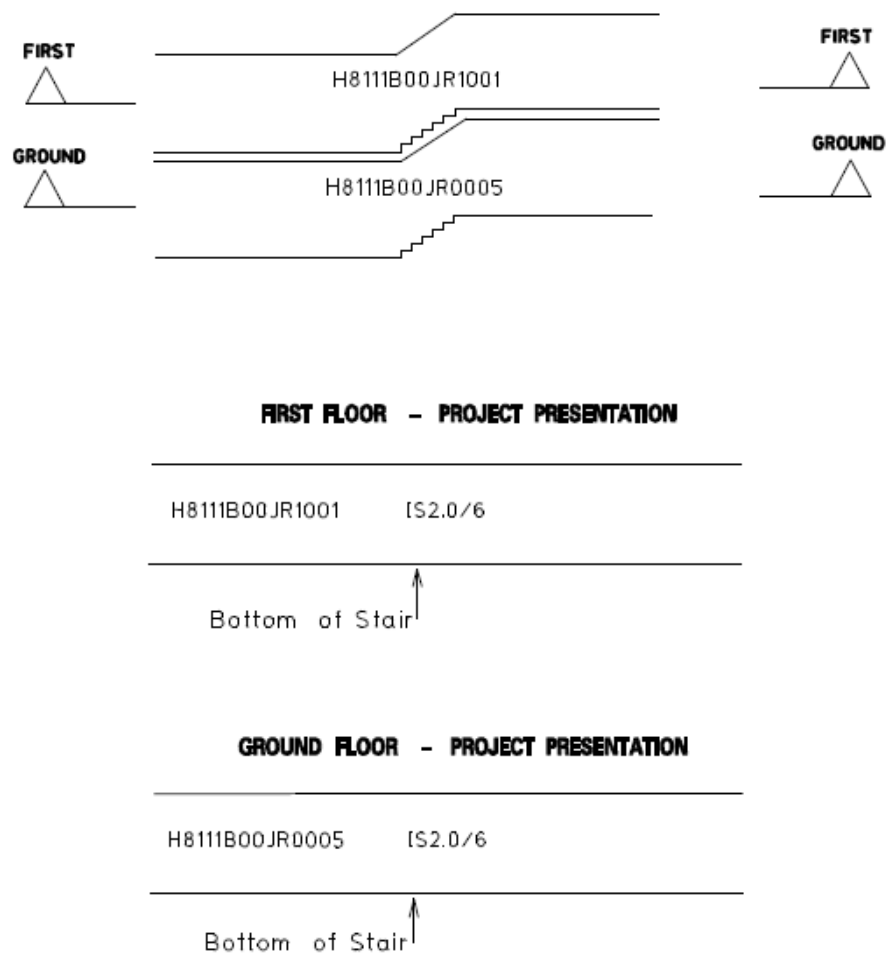 FIRST
FIRST
H8111B00JR1001
GROUND
GROUND
H8111B00JR0005
FIRST FLOOR - PROJECT PRESENTATION
H8111B00JR1001 [S2.0/6
Bottom of Stair
GROUND FLOOR - PROJECT PRESENTATION
H8111B00JR0005 [S2.0/6
Bottom of Stair